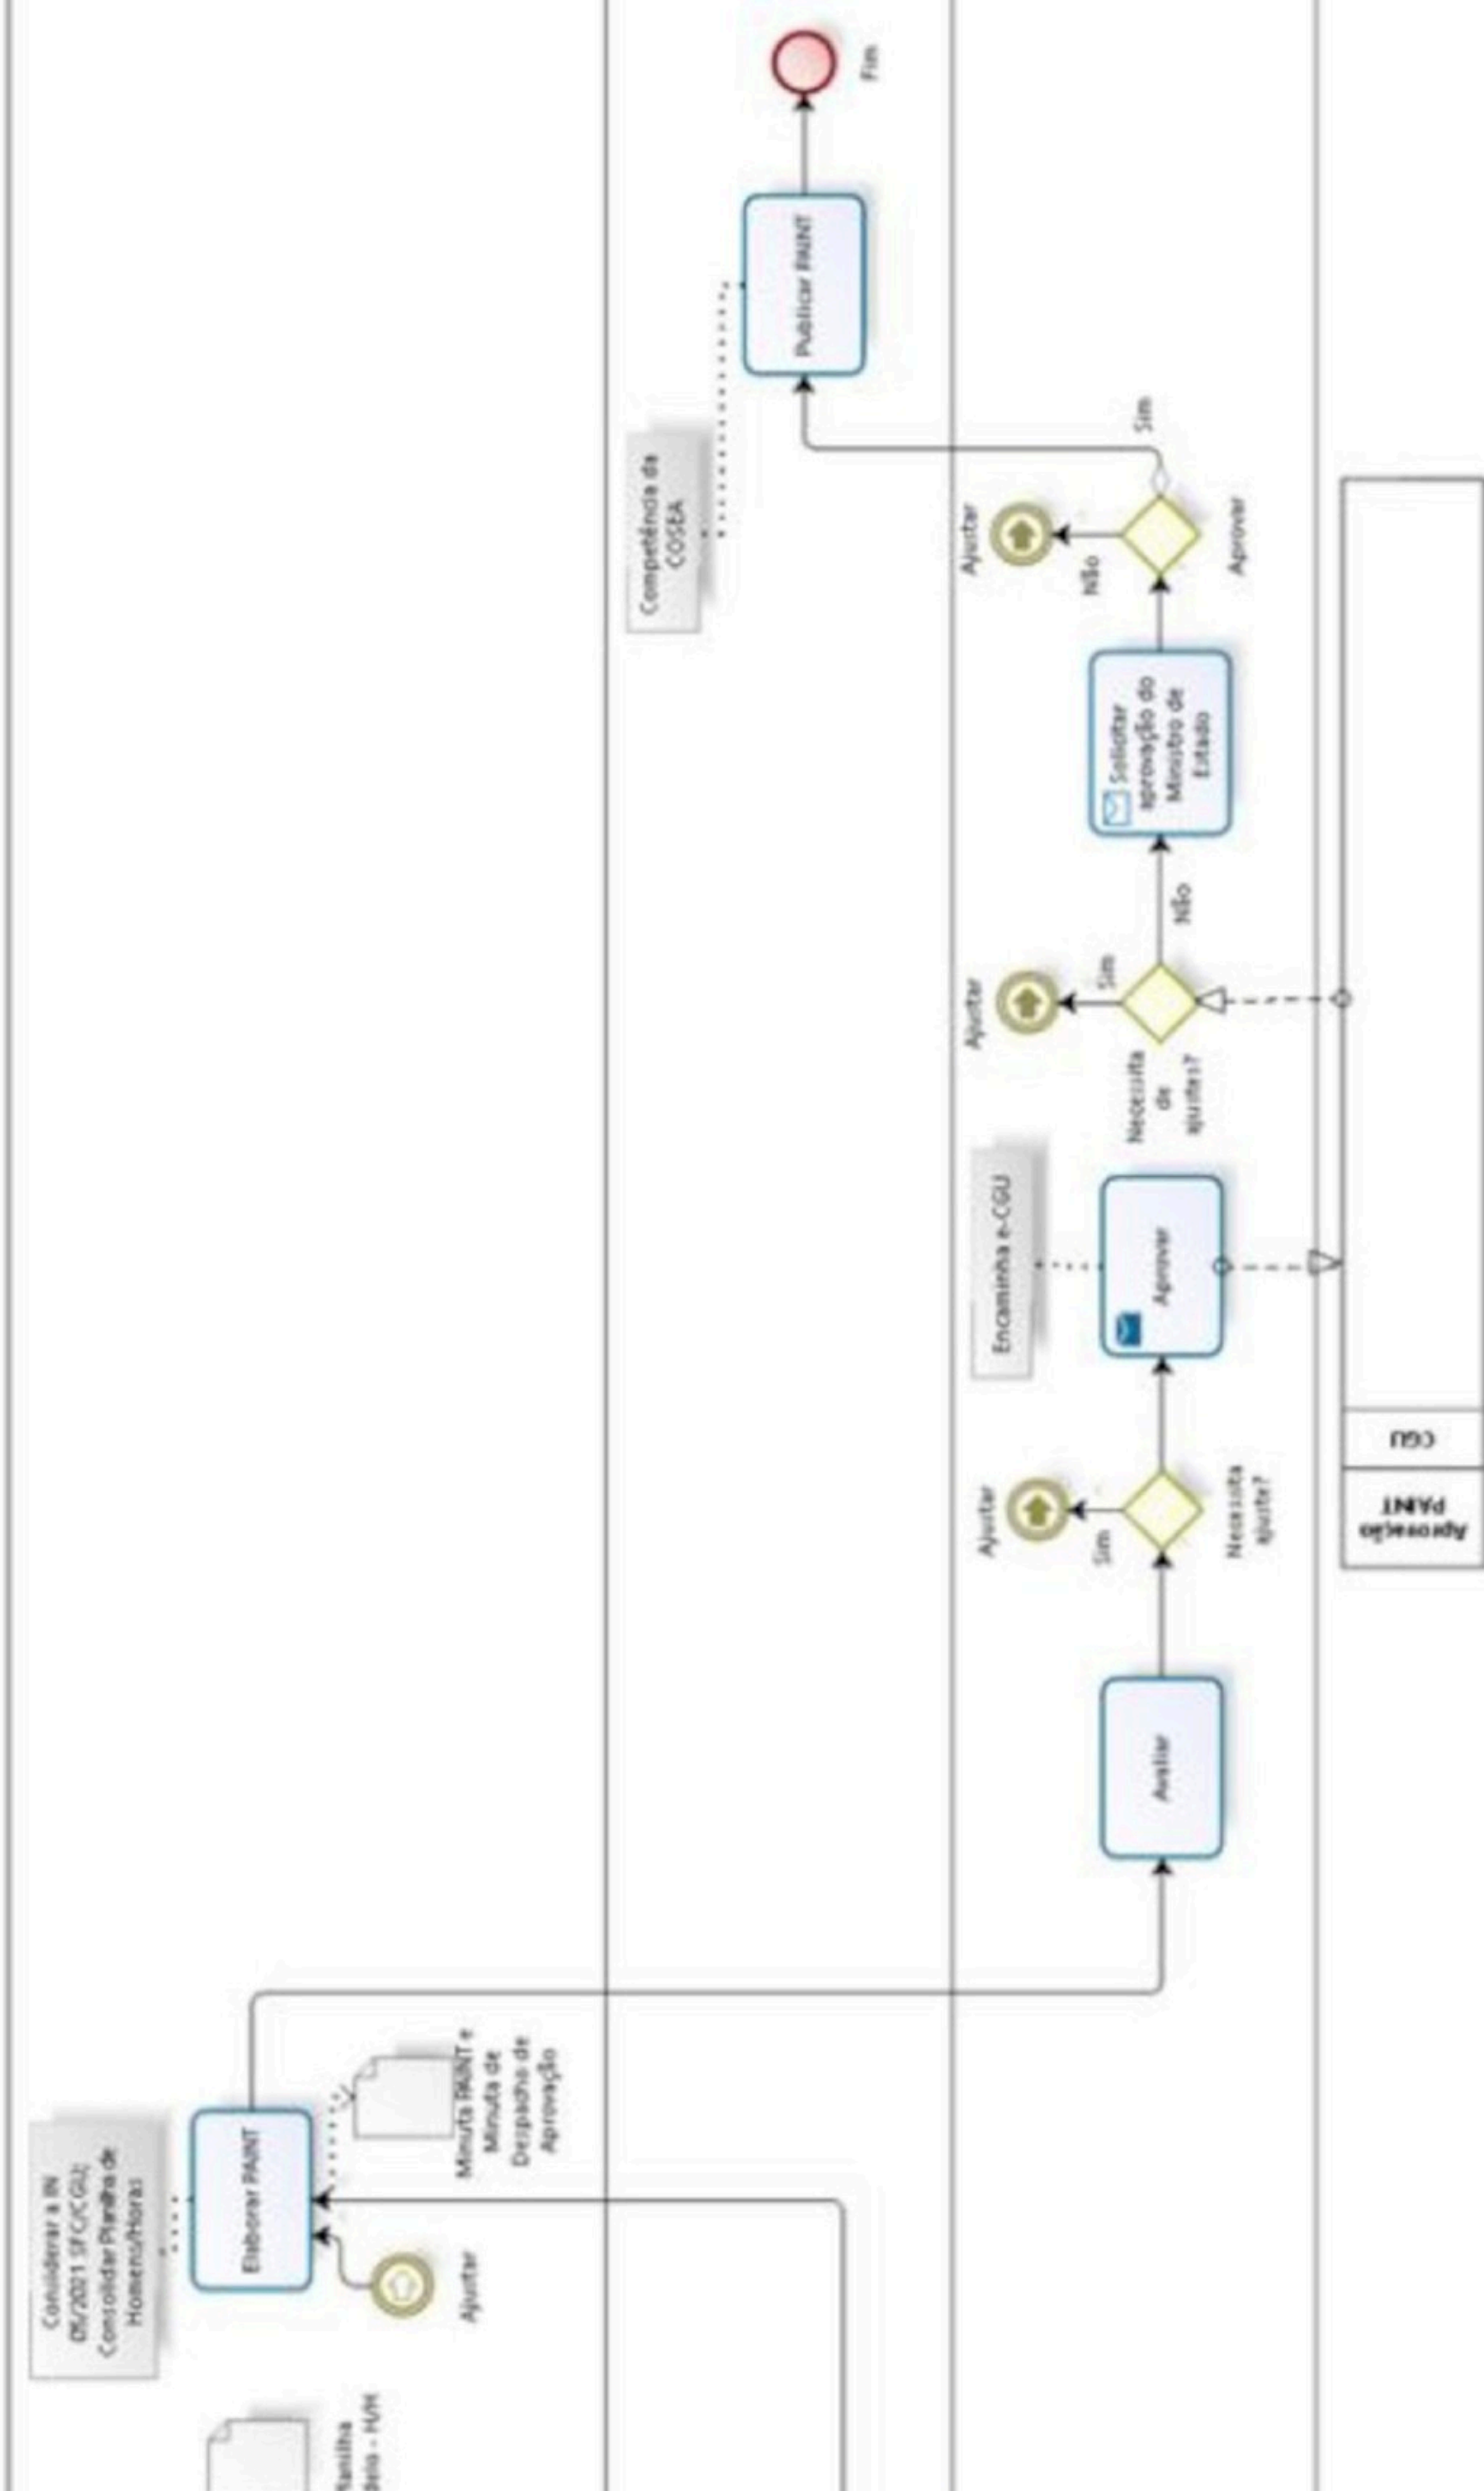 Considerar a IN
05/2021 SFC/CGU;
Consolidar Planilha de
Homens/Horas
Elaborar PAINT
Ajustar
Minuta PAINT e
Minuta de
Despacho de
Aprovação
- H/H
Avaliar
Necessita
ajuste?
Sim
Ajustar
Encaminha e-CGU
Aprovar
Necessita
de
ajustes?
Sim
Ajustar
Não
Solicitar
aprovação do
Ministro de
Estado
Aprovar
Não
Ajustar
Sim
Competência da
COSEA
Publicar PAINT
Fim
Aprovação
PAINT
CGU